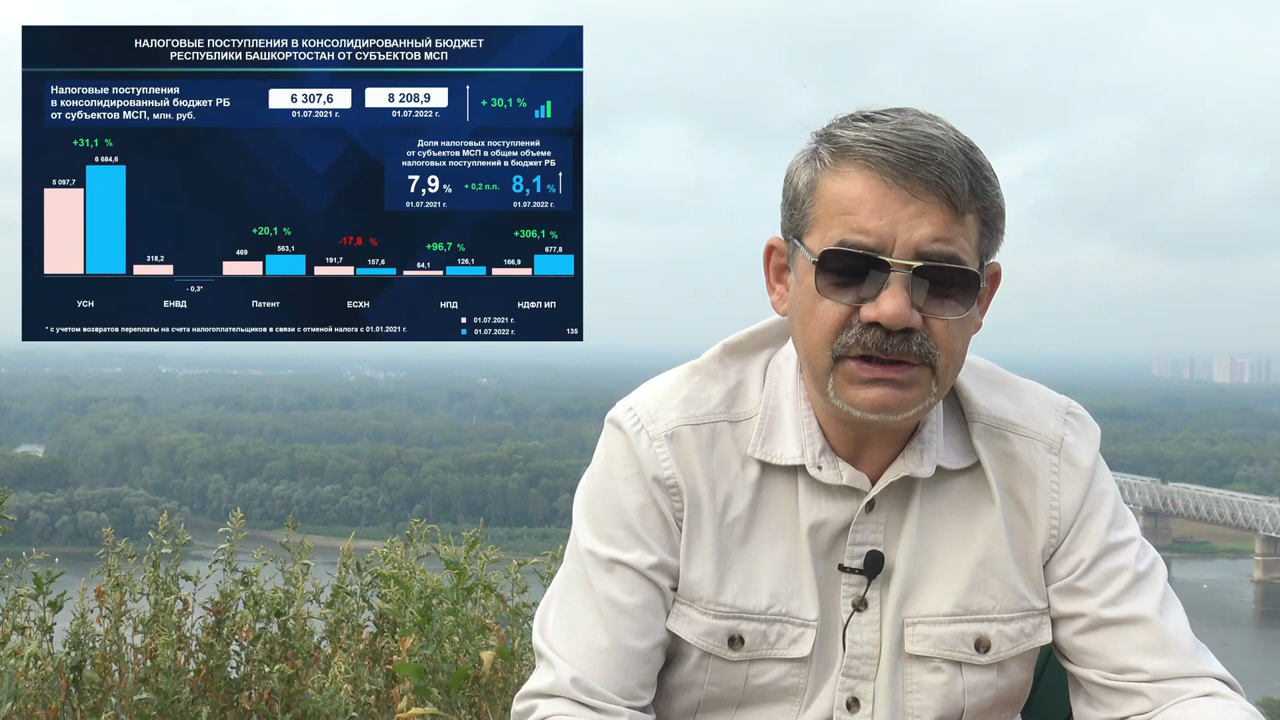 НАЛОГОВЫЕ ПОСТУПЛЕНИЯ В КОНСОЛИДИРОВАННЫЙ БЮДЖЕТ
РЕСПУБЛИКИ БАШКОРТОСТАН ОТ СУБЪЕКТОВ МСП
Налоговые поступления
в консолидированный бюджет РБ
от субъектов МСП, млн. руб.
6 307,6
01.07.2021 г.
8 208,9
01.07.2022 г.
+ 30,1 %
Доля налоговых поступлений
от субъектов МСП в общем объеме
налоговых поступлений в бюджет РБ
7,9 %
01.07.2021 г.
+ 0,2 п.п.
8,1 %
01.07.2022 г.
+31,1 %
5 097,7
6 684,6
УСН
318,2
- 0,3*
ЕНВД
+20,1 %
469
563,1
Патент
-17,8 %
191,7
157,6
ЕСХН
+96,7 %
64,1
126,1
НПД
+306,1 %
166,9
677,8
НДФЛ ИП
01.07.2021 г.
01.07.2022 г.
* с учетом возвратов переплаты на счета налогоплательщиков в связи с отменой налога с 01.01.2021 г.
135